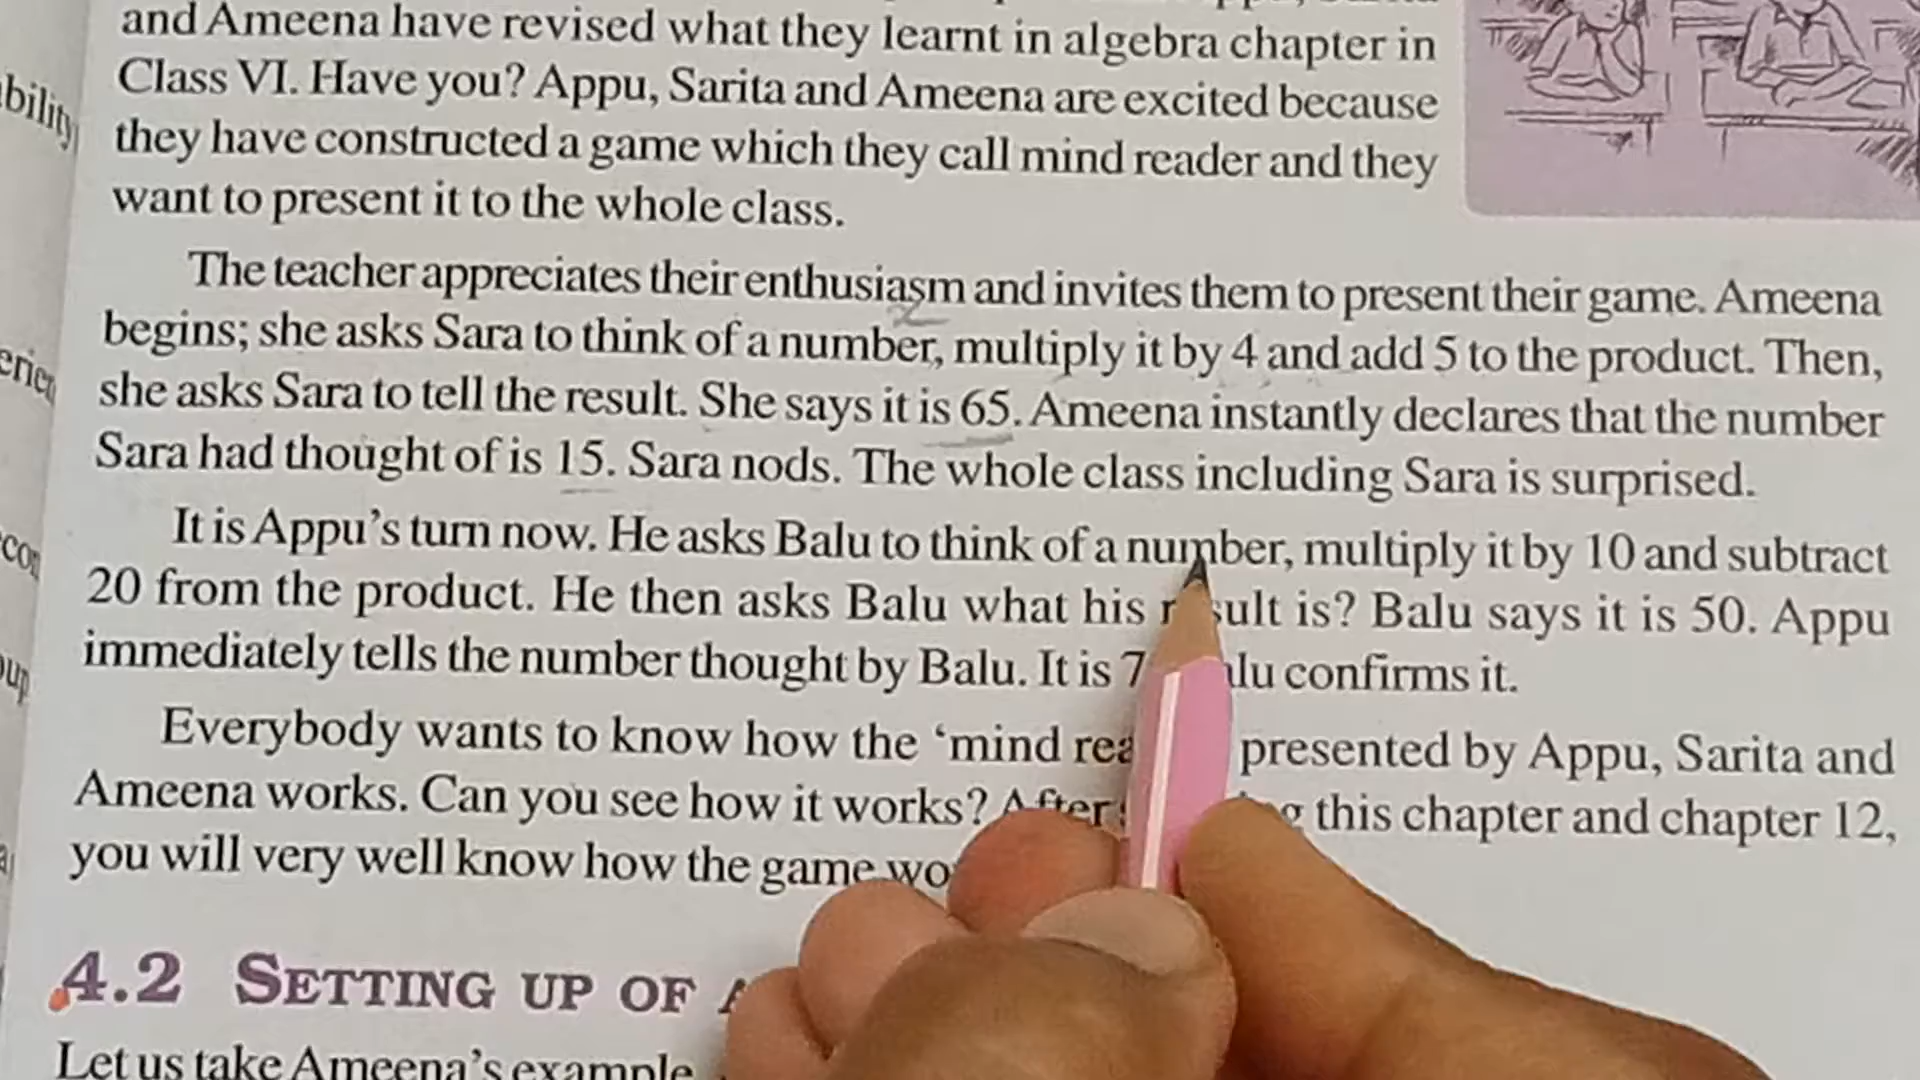 and Ameena have revised what they learnt in algebra chapter in
Class VI. Have you? Appu, Sarita and Ameena are excited because
they have constructed a game which they call mind reader and they
want to present it to the whole class.
The teacher appreciates their enthusiasm and invites them to present their game. Ameena
begins; she asks Sara to think of a number, multiply it by 4 and add 5 to the product. Then,
she asks Sara to tell the result. She says it is 65. Ameena instantly declares that the number
Sara had thought of is 15. Sara nods. The whole class including Sara is surprised.
It is Appu's turn now. He asks Balu to think of a number, multiply it by 10 and subtract
20 from the product. He then asks Balu what his result is? Balu says it is 50. Appu
immediately tells the number thought by Balu. It is 7 confirms it.
Everybody wants to know how the ‘mind presented by Appu, Sarita and
Ameena works. Can you see how it works? After this chapter and chapter 12,
you will very well know how the game
4.2 SETTING UP OF
Let us take Ameena's example.